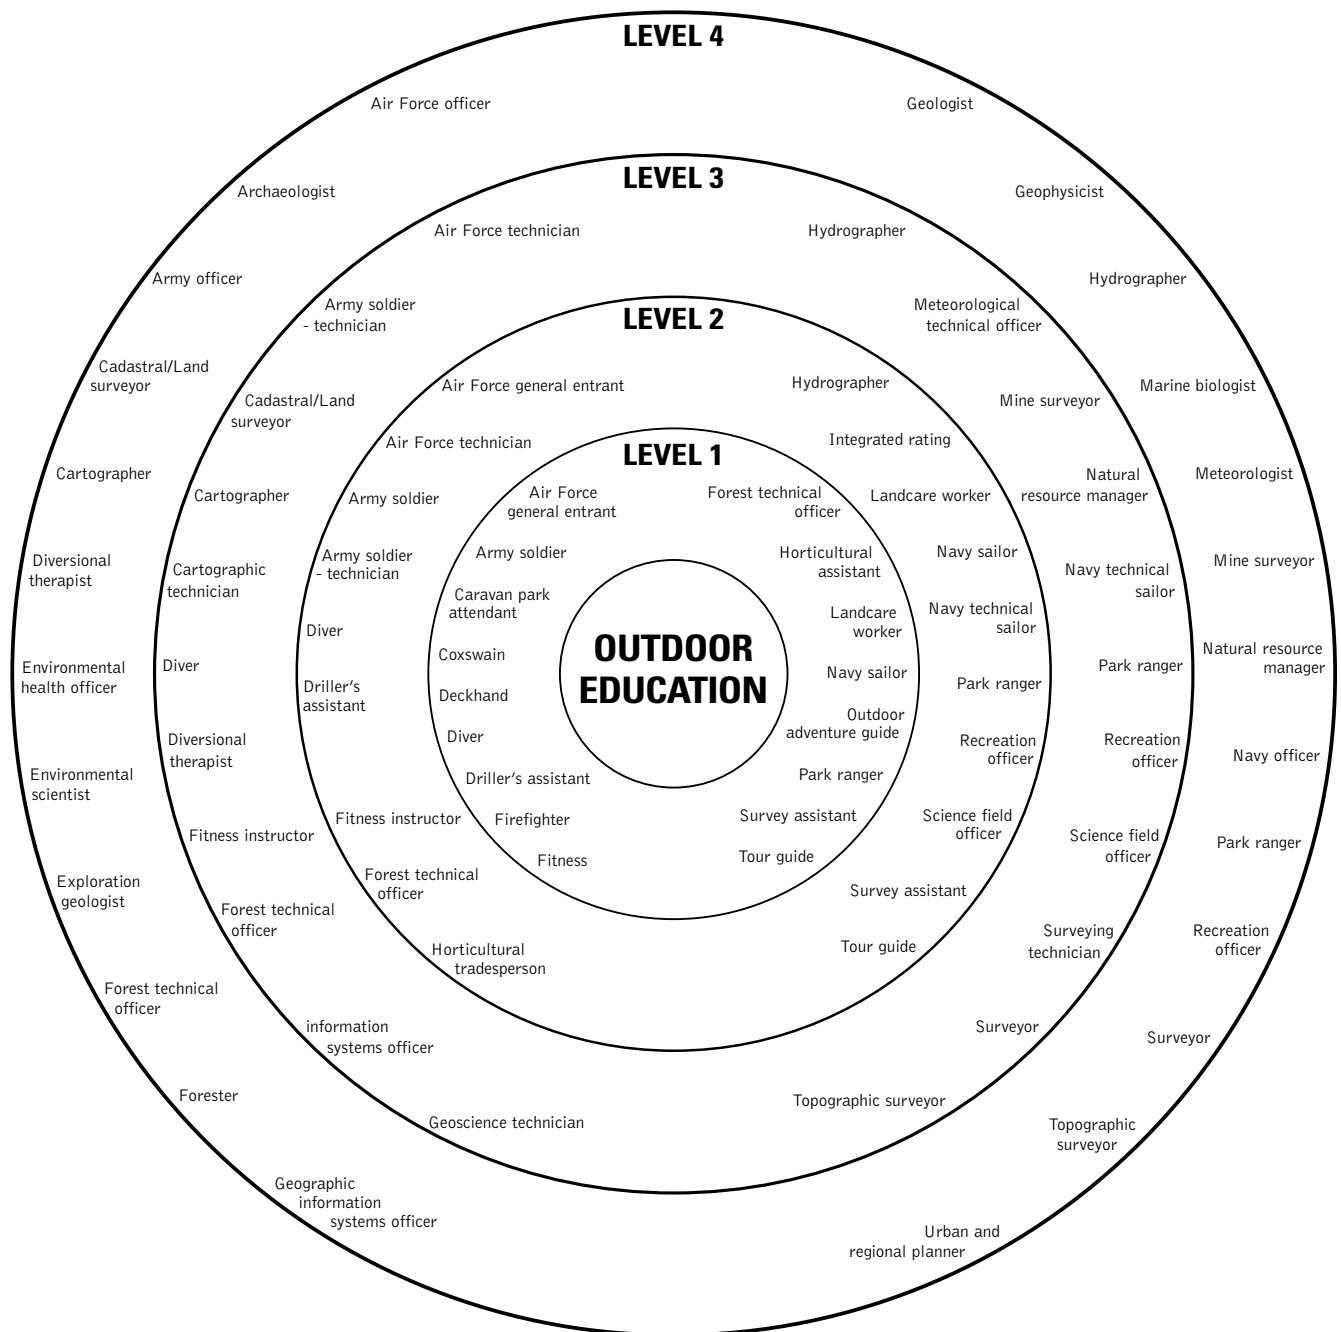 LEVEL 4
Air Force officer
Archaeologist
Army officer
Cadastral/Land
surveyor
Cartographer
Diversional
therapist
Environmental
health officer
Environmental
scientist
Exploration
geologist
Forest technical
officer
Forester
Geographic
information
systems officer
Geologist
Geophysicist
Hydrographer
Marine biologist
Meteorologist
Mine surveyor
Natural resource
manager
Navy officer
Park ranger
Recreation
officer
Surveyor
Topographic
surveyor
Urban and
regional planner
LEVEL 3
Air Force technician
Army soldier
- technician
Cadastral/Land
surveyor
Cartographer
Cartographic
technician
Diver
Diversional
therapist
Fitness instructor
Forest technical
officer
information
systems officer
Geoscience technician
Hydrographer
Meteorological
technical officer
Mine surveyor
Natural
resource manager
Navy technical
sailor
Park ranger
Recreation
officer
Science field
officer
Surveying
technician
Surveyor
Topographic surveyor
LEVEL 2
Air Force general entrant
Air Force technician
Army soldier
Army soldier
- technician
Diver
Driller's
assistant
Fitness instructor
Forest technical
officer
Horticultural
tradesperson
Hydrographer
Integrated rating
Landcare worker
Navy sailor
Navy technical
sailor
Park ranger
Recreation
officer
Science field
officer
Survey assistant
Tour guide
LEVEL 1
Air Force
general entrant
Army soldier
Caravan park
attendant
Coxswain
Deckhand
Diver
Driller's assistant
Firefighter
Fitness
Forest technical
officer
Horticultural
assistant
Landcare
worker
Navy sailor
Outdoor
adventure guide
Park ranger
Survey assistant
Tour guide
OUTDOOR
EDUCATION